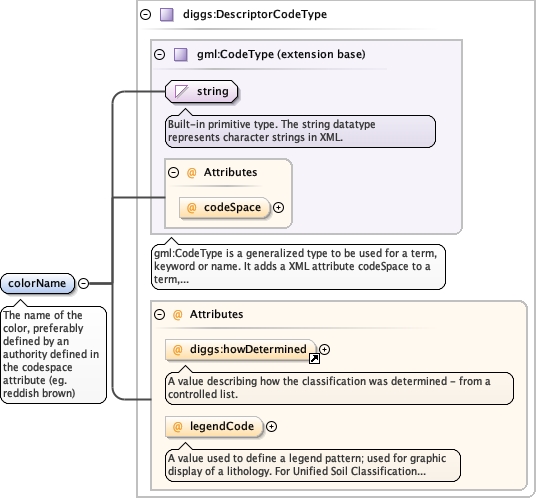 diggs:DescriptorCodeType
gml:CodeType (extension base)
string
Built-in primitive type. The string datatype
represents character strings in XML.
@ Attributes
@ codeSpace
gml:CodeType is a generalized type to be used for a term,
keyword or name. It adds a XML attribute codeSpace to a
term,...
colorName
The name of the
color, preferably
defined by an
authority defined in
the codespace
attribute (eg.
reddish brown)
@ Attributes
@ diggs:howDetermined
A value describing how the classification was determined - from a
controlled list.
@ legendCode
A value used to define a legend pattern; used for graphic
display of a lithology. For Unified Soil Classification...